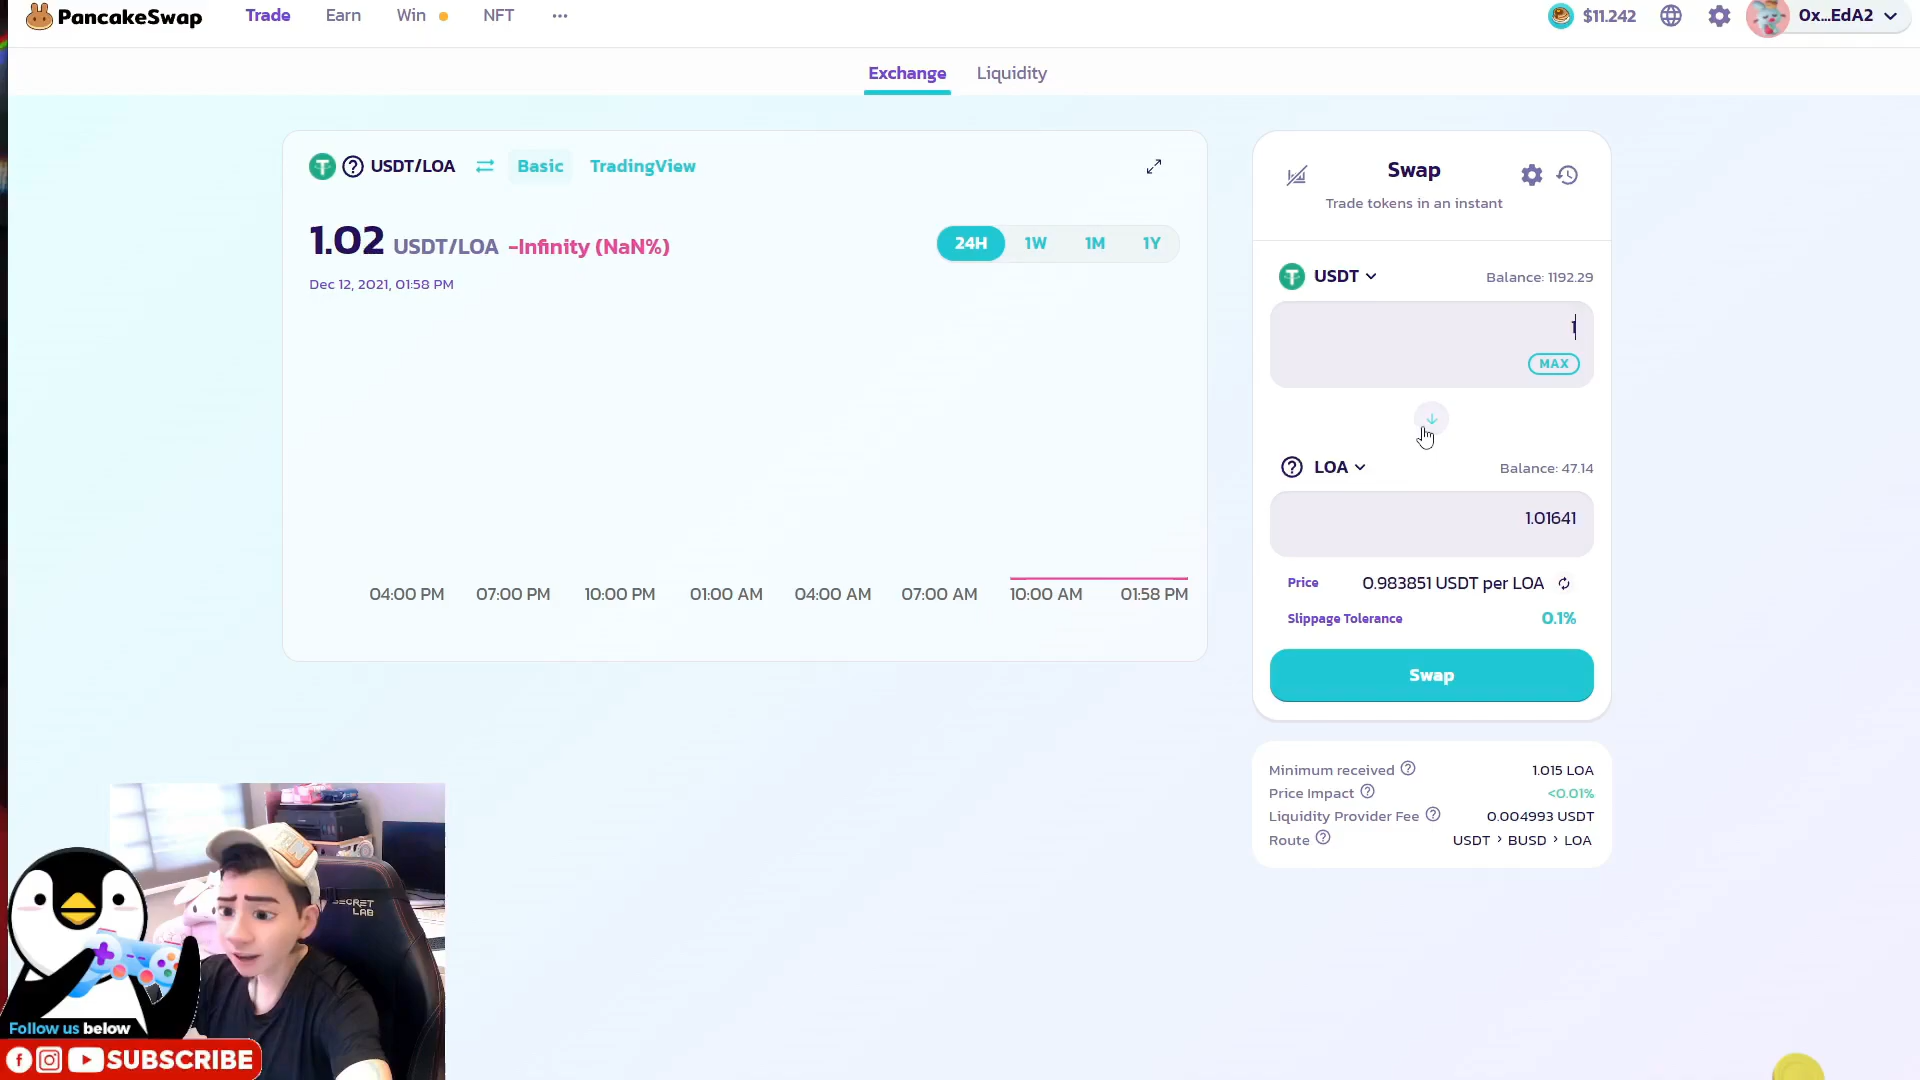 PancakeSwap
Trade
Earn
Win
NFT
$11.242
0x...EdA2
Exchange
Liquidity
USDT/LOA
Basic
TradingView
1.02 USDT/LOA -Infinity (NaN%)
Dec 12, 2021, 01:58 PM
24H
1W
1M
1Y
04:00 PM
07:00 PM
10:00 PM
01:00 AM
04:00 AM
07:00 AM
10:00 AM
01:58 PM
Swap
Trade tokens in an instant
USDT
Balance: 1192.29
1
MAX
LOA
Balance: 47.14
1.01641
Price
0.983851 USDT per LOA
Slippage Tolerance
0.1%
Swap
Minimum received
1.015 LOA
Price Impact
<0.01%
Liquidity Provider Fee
0.004993 USDT
Route
USDT > BUSD > LOA
SECRET
LAB
Follow us below
SUBSCRIBE